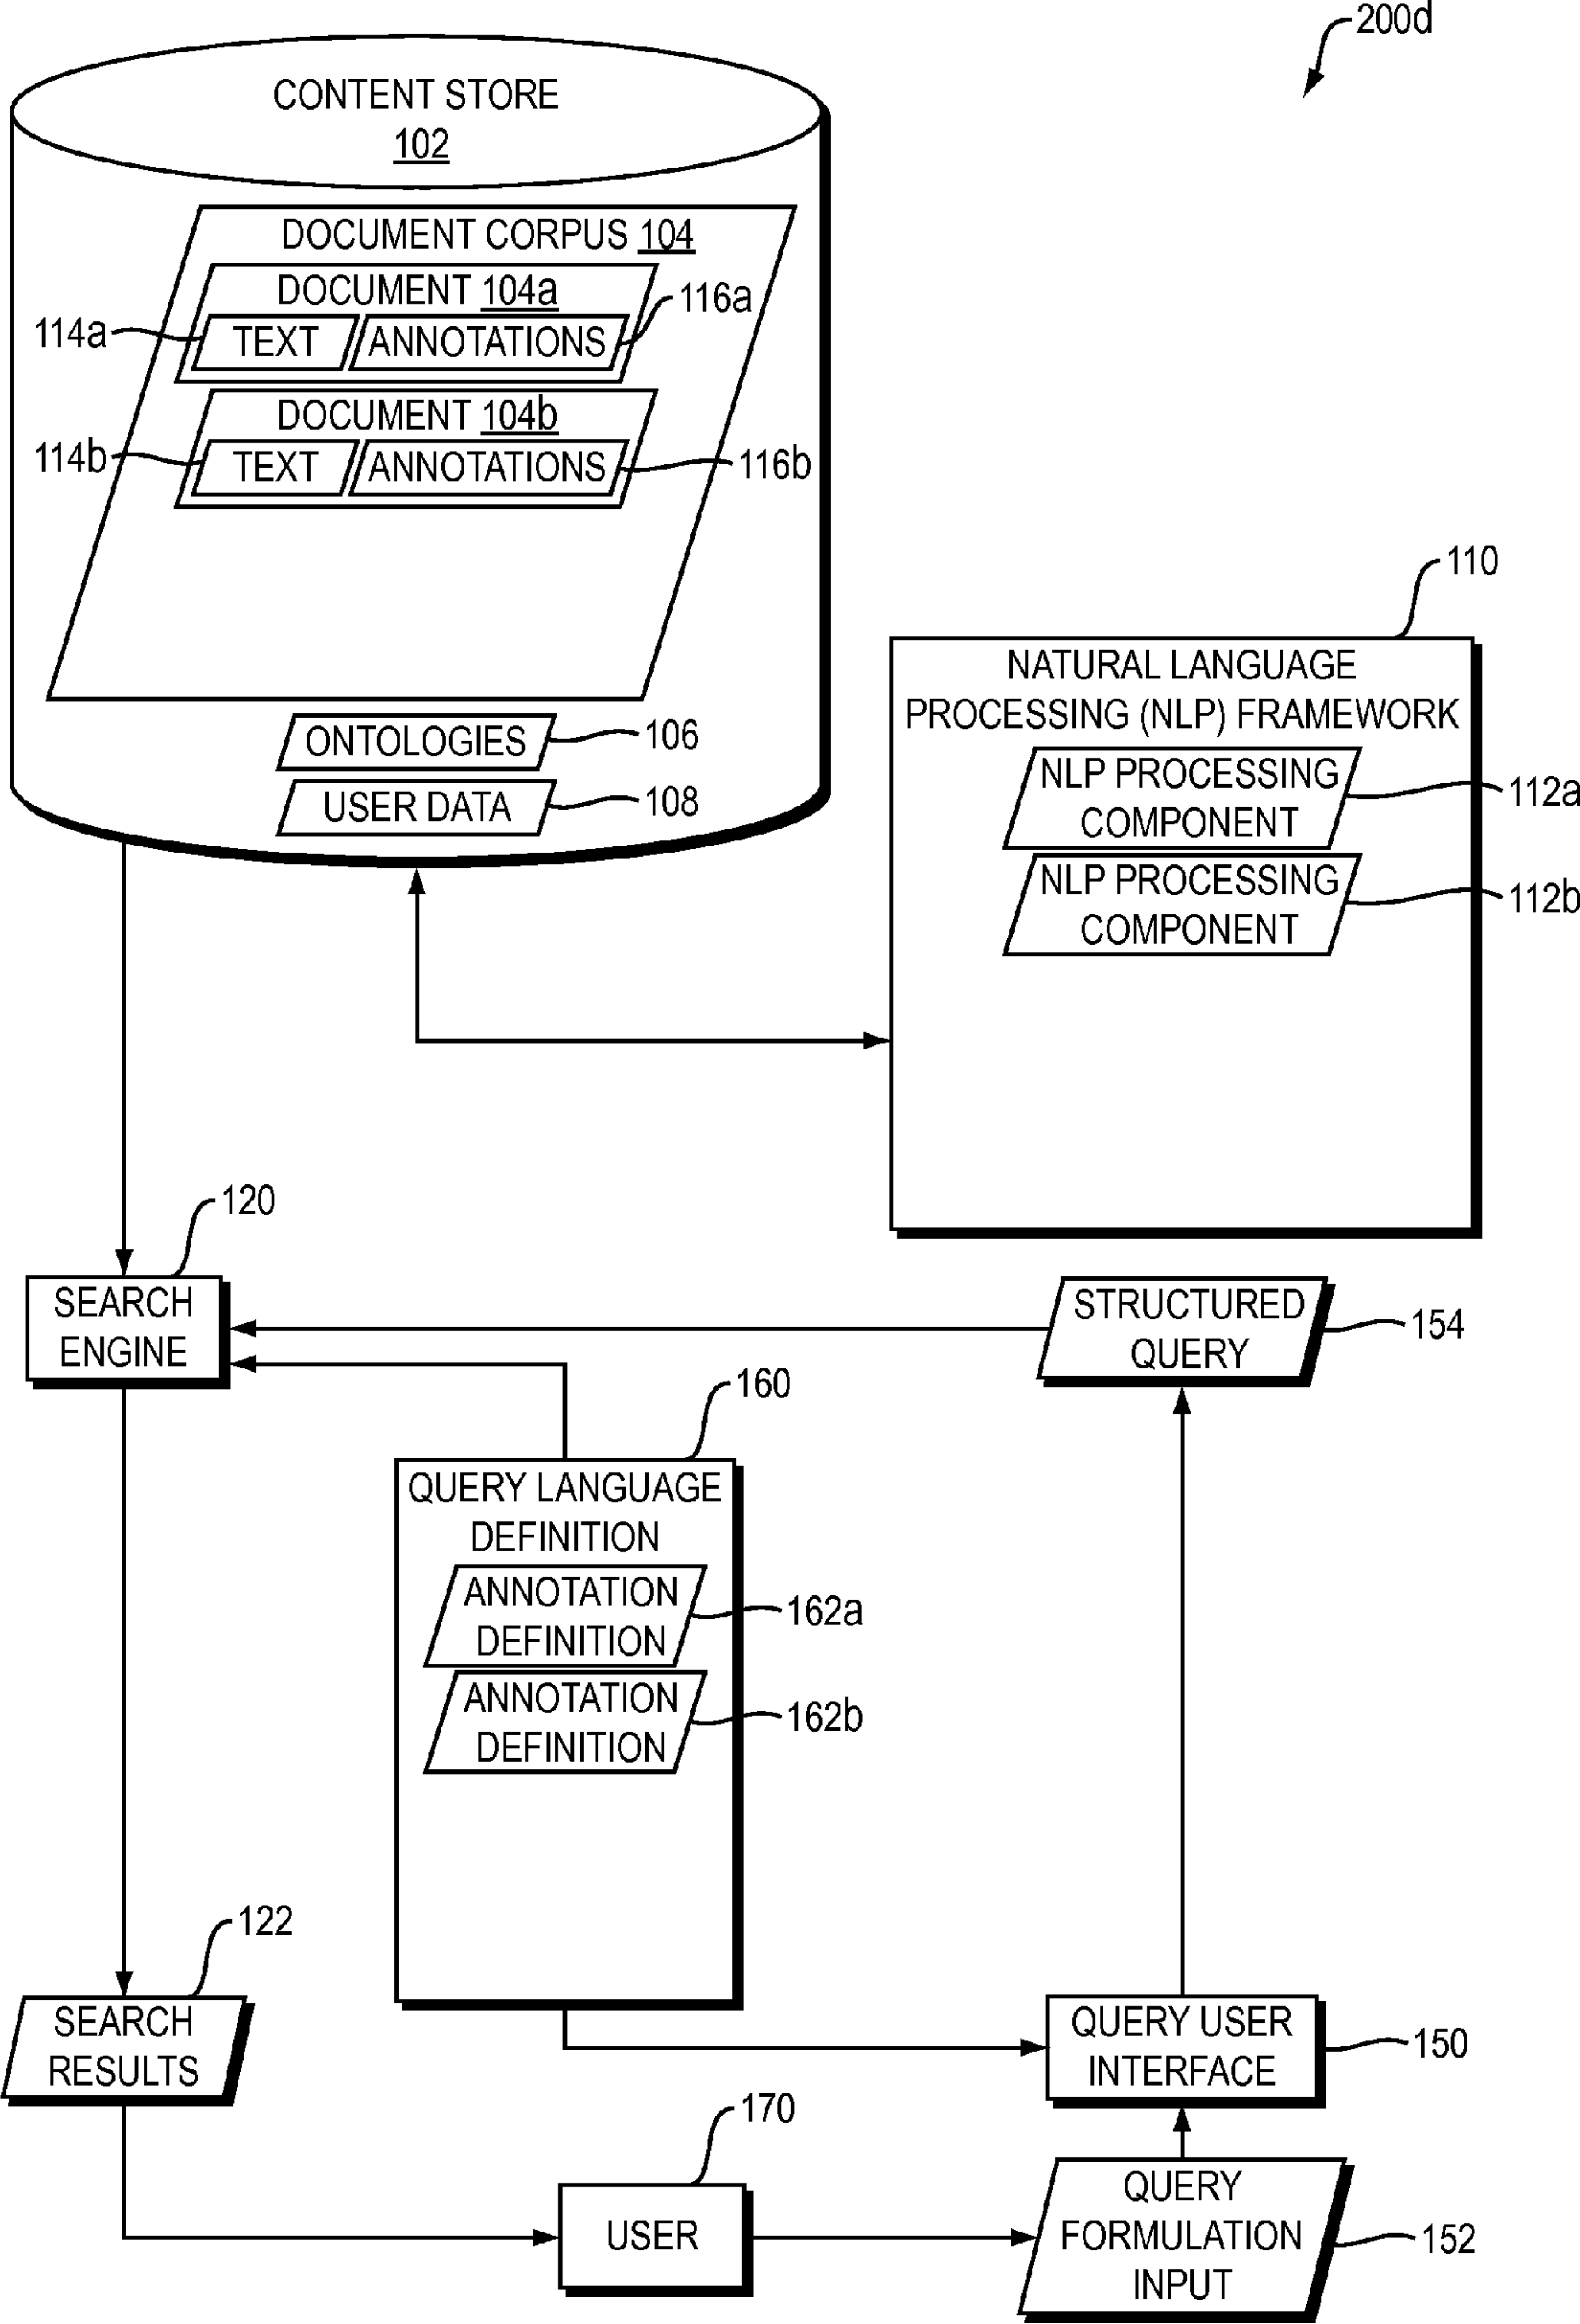 200d
CONTENT STORE
102
DOCUMENT CORPUS 104
DOCUMENT 104a
116a
114a
TEXT
ANNOTATIONS
DOCUMENT 104b
114b
TEXT
ANNOTATIONS
116b
110
NATURAL LANGUAGE
PROCESSING (NLP) FRAMEWORK
ONTOLOGIES
106
NLP PROCESSING
COMPONENT
112a
USER DATA
108
NLP PROCESSING
COMPONENT
112b
120
SEARCH
ENGINE
STRUCTURED
QUERY
154
160
QUERY LANGUAGE
DEFINITION
ANNOTATION
DEFINITION
162a
ANNOTATION
DEFINITION
162b
122
SEARCH
RESULTS
QUERY USER
INTERFACE
150
170
USER
QUERY
FORMULATION
INPUT
152